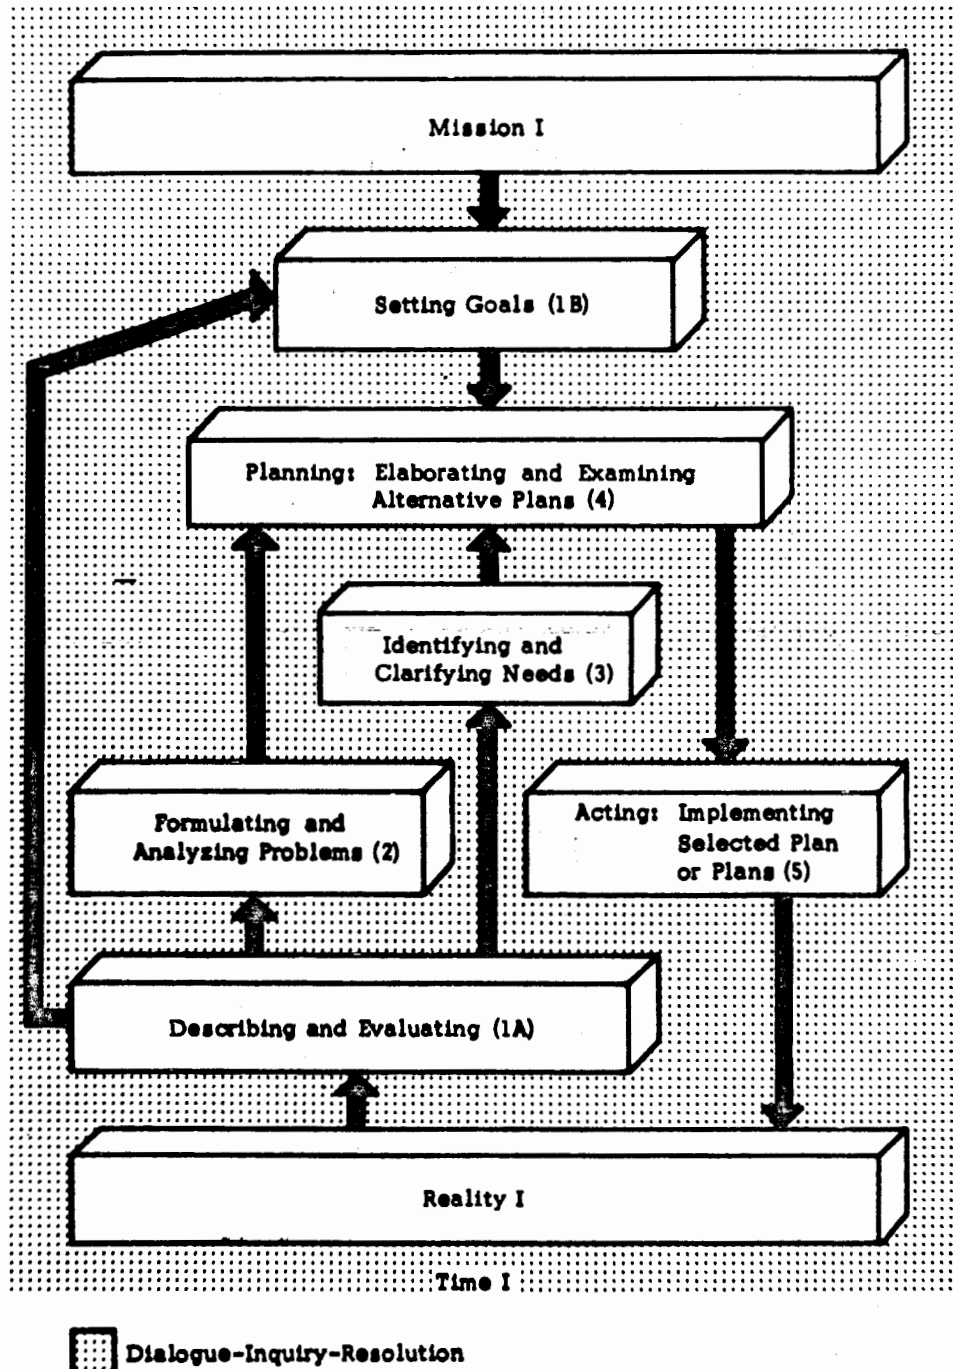 Mission I
Setting Goals (1B)
Planning: Elaborating and Examining
Alternative Plans (4)
Identifying and
Clarifying Needs (3)
Formulating and
Analyzing Problems (2)
Acting: Implementing
Selected Plan
or Plans (5)
Describing and Evaluating (1A)
Reality I
Time I
Dialogue-Inquiry-Resolution